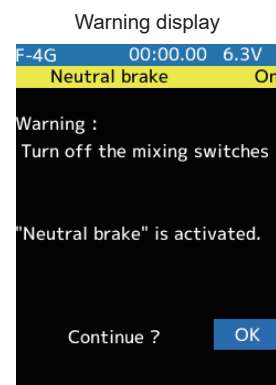 Warning display
F-4G 00:00.00 6.3V
Neutral brake On
Warning :
Turn off the mixing switches
"Neutral brake" is activated.
Continue ? OK